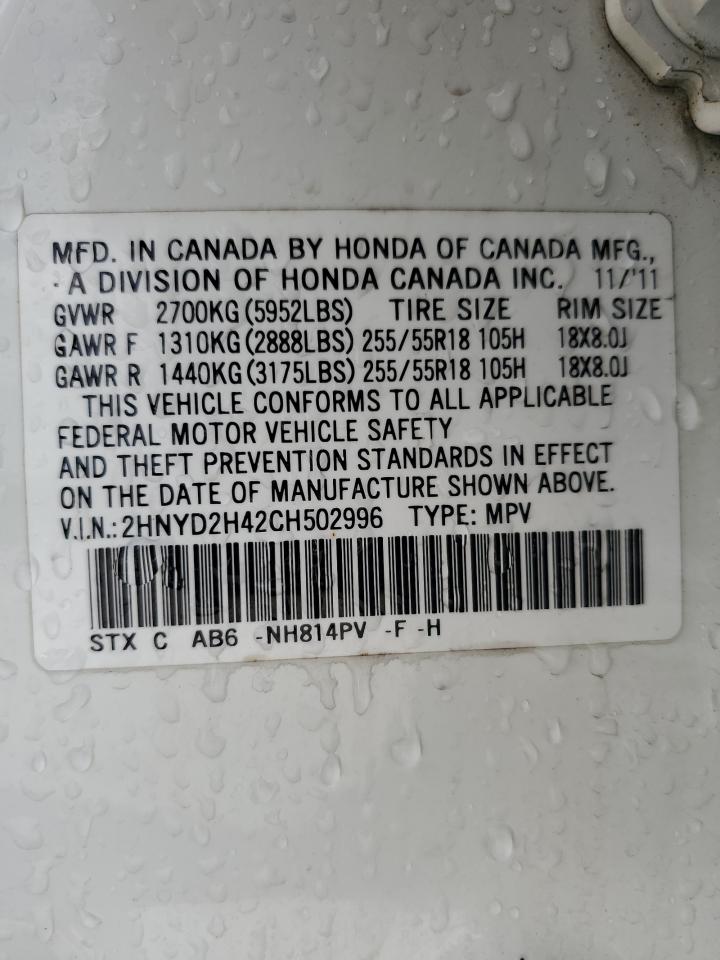 MFD. IN CANADA BY HONDA OF CANADA MFG.,
A DIVISION OF HONDA CANADA INC. 11/'11
GVWR 2700KG (5952LBS) TIRE SIZE RIM SIZE
GAWR F 1310KG (2888LBS) 255/55R18 105H 18X8.0J
GAWR R 1440KG (3175LBS) 255/55R18 105H 18X8.0J
THIS VEHICLE CONFORMS TO ALL APPLICABLE
FEDERAL MOTOR VEHICLE SAFETY
AND THEFT PREVENTION STANDARDS IN EFFECT
ON THE DATE OF MANUFACTURE SHOWN ABOVE.
V.I.N.: 2HNYD2H42CH502996 TYPE: MPV
STX C AB6 -NH814PV -F -H